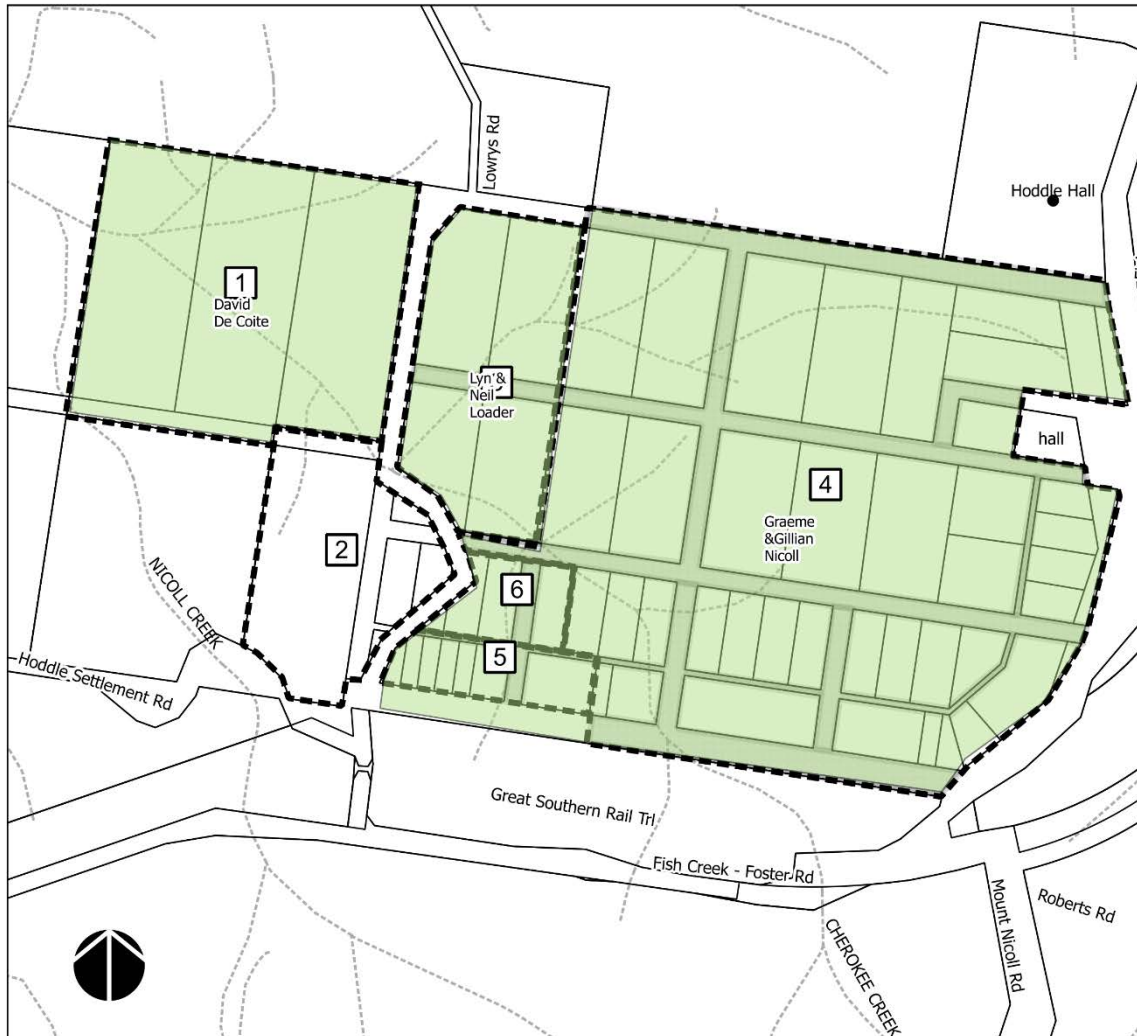 Lowrys Rd
Hoddle Hall
1
David
De Coite
Lyn &
Neil
Loader
hall
4
Graeme
&Gillian
Nicoll
2
6
5
NICOLL CREEK
Hoddle Settlement Rd
Great Southern Rail Trl
Fish Creek - Foster Rd
Mount Nicoll Rd
Roberts Rd
CHEROKEE CREEK